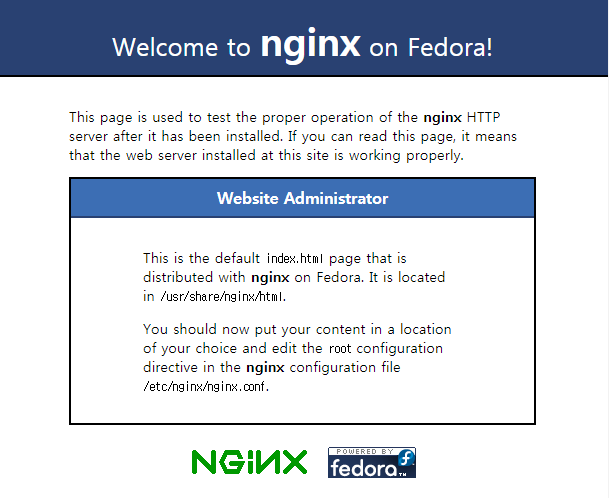 Welcome to nginx on Fedora!
This page is used to test the proper operation of the nginx HTTP
server after it has been installed. If you can read this page, it means
that the web server installed at this site is working properly.
Website Administrator
This is the default index.html page that is
distributed with nginx on Fedora. It is located
in /usr/share/nginx/html.
You should now put your content in a location
of your choice and edit the root configuration
directive in the nginx configuration file
/etc/nginx/nginx.conf.
NGiNX
POWERED BY
fedora™